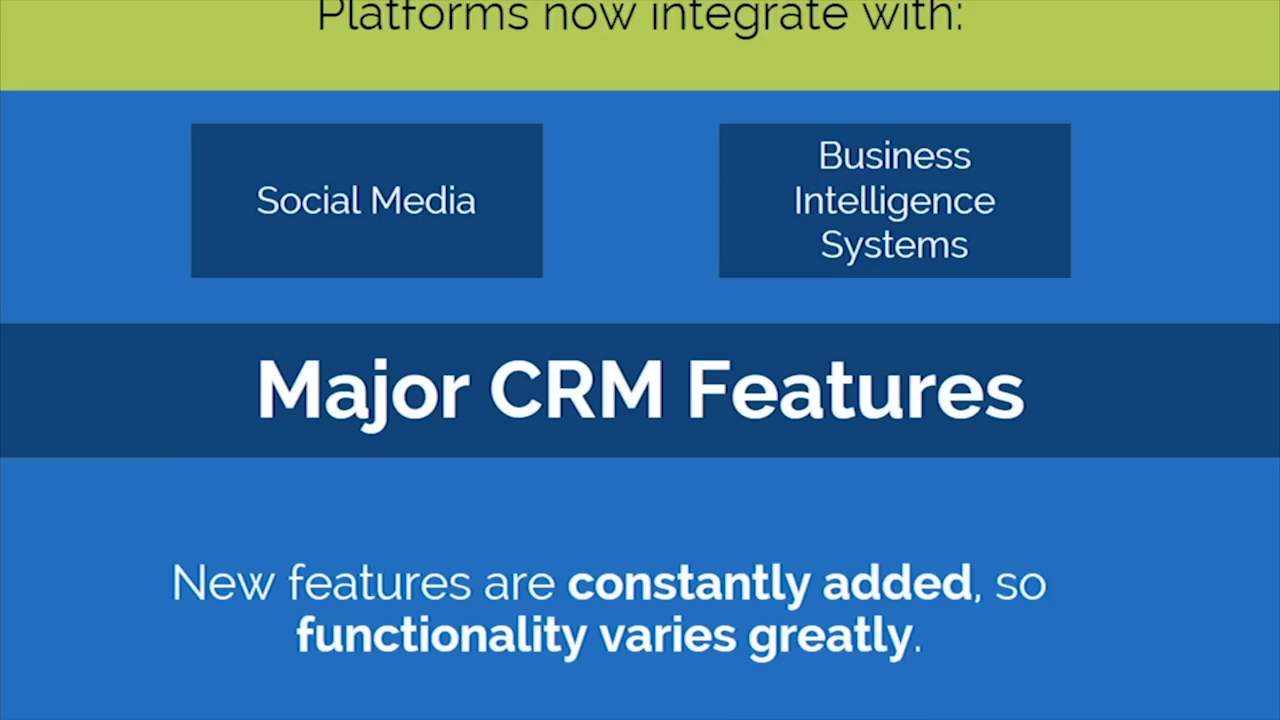 Platforms now integrate with:
Social Media
Business
Intelligence
Systems
Major CRM Features
New features are constantly added, so
functionality varies greatly.